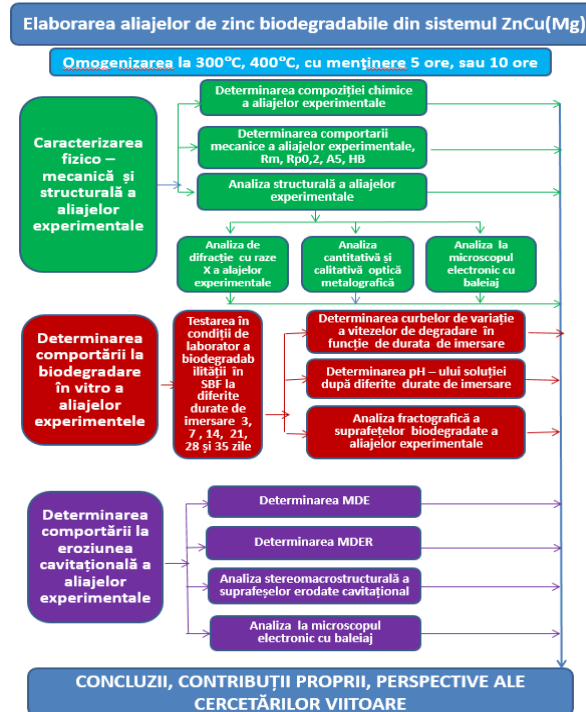 Elaborarea aliajelor de zinc biodegradabile din sistemul ZnCu(Mg)
Omogenizarea la 300°C, 400°C, cu menținere 5 ore, sau 10 ore
Caracterizarea
fizico –
mecanică și
structurală a
aliajelor
experimentale
Determinarea compoziției chimice
a aliajelor experimentale
Determinarea comportarii
mecanice a aliajelor experimentale,
Rm, Rp0,2, A5, HB
Analiza structurală a aliajelor
experimentale
Analiza de
difracție cu raze
X a alajelor
experimentale
Analiza
cantitativă și
calitativă optică
metalografică
Analiza la
microscopul
electronic cu
baleiaj
Determinarea
comportării la
biodegradare
în vitro a
aliajelor
experimentele
Testarea în
condiții de
laborator a
biodegradab
ilității în
SBF la
diferite
durate de
imersare 3,
7 , 14, 21,
28 și 35 zile
Determinarea curbelor de variație
a vitezelor de degradare în
funcție de durata de imersare
Determinarea pH – ului soluției
după diferite durate de imersare
Analiza fractografică a
suprafețelor biodegradate a
aliajelor experimentale
Determinarea
comportării la
eroziunea
cavitațională a
aliajelor
experimentale
Determinarea MDE
Determinarea MDER
Analiza stereomacrostructurală a
suprafeșelor erodate cavitațional
Analiza la microscopul
electronic cu baleiaj
CONCLUZII, CONTRIBUȚII PROPRII, PERSPECTIVE ALE
CERCETĂRILOR VIITOARE